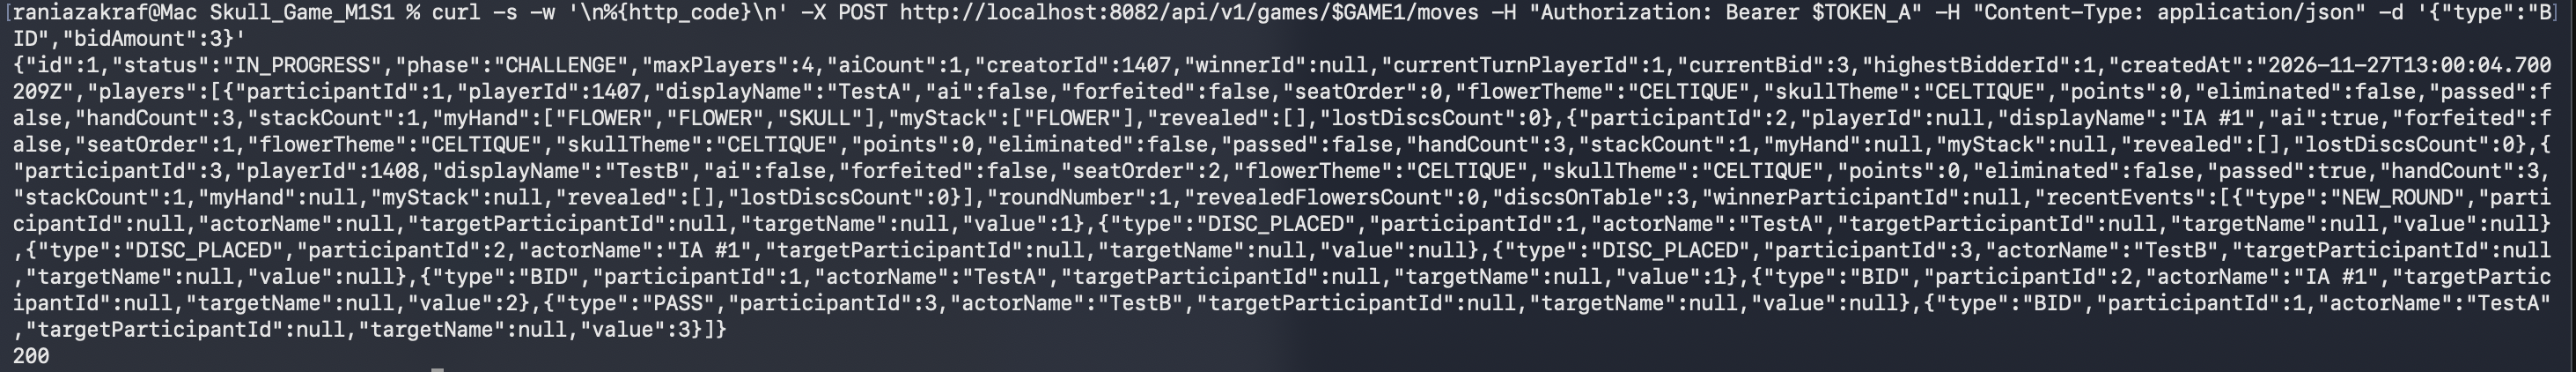 [raniazakraf@Mac Skull_Game_M1S1 % curl -s -w '\n%{http_code}\n' -X POST http://localhost:8082/api/v1/games/$GAME1/moves -H "Authorization: Bearer $TOKEN_A" -H "Content-Type: application/json" -d '{"type":"B]
ID","bidAmount":3}'
{"id":1,"status":"IN_PROGRESS","phase":"CHALLENGE","maxPlayers":4,"aiCount":1,"creatorId":1407,"winnerId":null,"currentTurnPlayerId":1,"currentBid":3,"highestBidderId":1,"createdAt":"2026-11-27T13:00:04.700
209Z","players":[{"participantId":1,"playerId":1407,"displayName":"TestA","ai":false,"forfeited":false,"seatOrder":0,"flowerTheme":"CELTIQUE","skullTheme":"CELTIQUE","points":0,"eliminated":false,"passed":f
alse,"handCount":3,"stackCount":1,"myHand":["FLOWER","FLOWER","SKULL"],"myStack":["FLOWER"],"revealed":[],"lostDiscsCount":0},{"participantId":2,"playerId":null,"displayName":"IA #1","ai":true,"forfeited":f
alse,"seatOrder":1,"flowerTheme":"CELTIQUE","skullTheme":"CELTIQUE","points":0,"eliminated":false,"passed":false,"handCount":3,"stackCount":1,"myHand":null,"myStack":null,"revealed":[],"lostDiscsCount":0},{
"participantId":3,"playerId":1408,"displayName":"TestB","ai":false,"forfeited":false,"seatOrder":2,"flowerTheme":"CELTIQUE","skullTheme":"CELTIQUE","points":0,"eliminated":false,"passed":true,"handCount":3,
"stackCount":1,"myHand":null,"myStack":null,"revealed":[],"lostDiscsCount":0}],"roundNumber":1,"revealedFlowersCount":0,"discsOnTable":3,"winnerParticipantId":null,"recentEvents":[{"type":"NEW_ROUND","parti
cipantId":null,"actorName":null,"targetParticipantId":null,"targetName":null,"value":1},{"type":"DISC_PLACED","participantId":1,"actorName":"TestA","targetParticipantId":null,"targetName":null,"value":null}
,{"type":"DISC_PLACED","participantId":2,"actorName":"IA #1","targetParticipantId":null,"targetName":null,"value":null},{"type":"DISC_PLACED","participantId":3,"actorName":"TestB","targetParticipantId":null
,"targetName":null,"value":null},{"type":"BID","participantId":1,"actorName":"TestA","targetParticipantId":null,"targetName":null,"value":1},{"type":"BID","participantId":2,"actorName":"IA #1","targetPartic
ipantId":null,"targetName":null,"value":2},{"type":"PASS","participantId":3,"actorName":"TestB","targetParticipantId":null,"targetName":null,"value":null},{"type":"BID","participantId":1,"actorName":"TestA"
,"targetParticipantId":null,"targetName":null,"value":3}]}
200